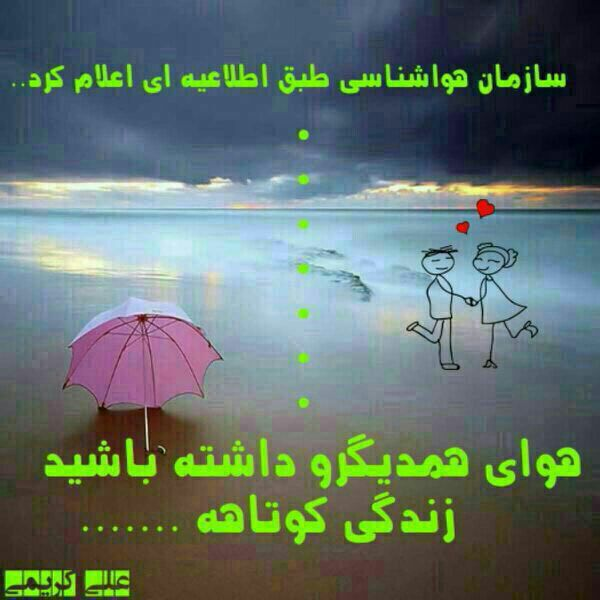 سازمان هواشناسی طبق اطلاعیه ای اعلام کرد..
هوای همدیگرو داشته باشید
زندگی کوتاهه .......
علی کریمی